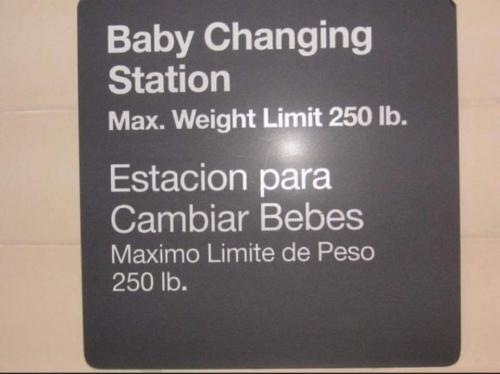 Baby Changing
Station
Max. Weight Limit 250 lb.
Estacion para
Cambiar Bebes
Maximo Limite de Peso
250 lb.